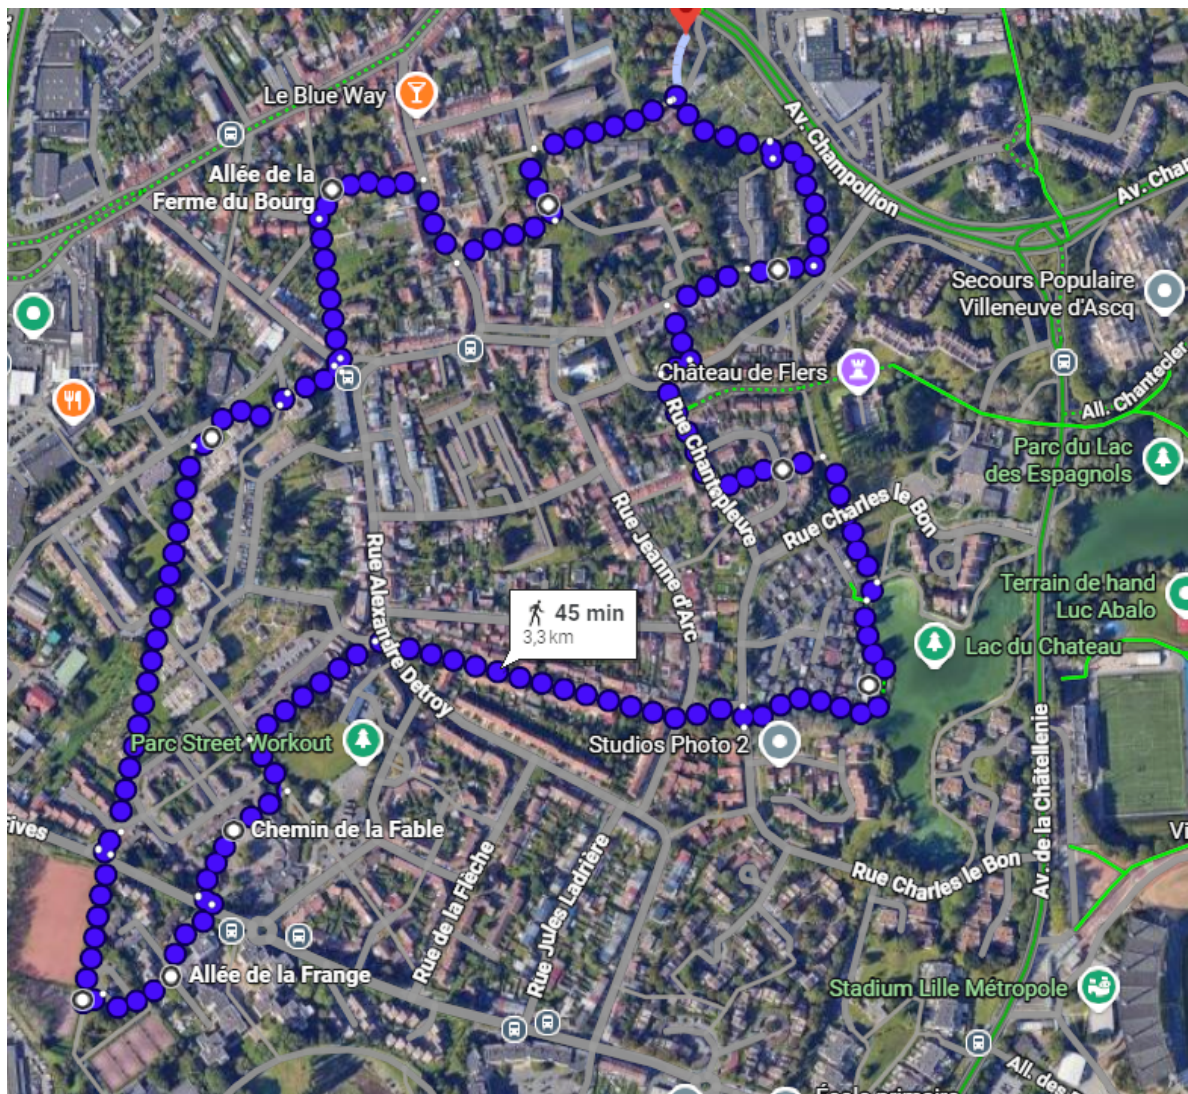 Le Blue Way
Av. Champollion
Allée de la
Ferme du Bourg
Secours Populaire
Villeneuve d'Ascq
Château de Flers
All. Chantecler
Rue Chantepleure
Parc du Lac
des Espagnols
Rue Charles le Bon
Rue Jeanne d'Arc
Rue Alexandre Detroy
45 min
3,3 km
Terrain de hand
Luc Abalo
Lac du Chateau
Parc Street Workout
Studios Photo 2
Av. de la Châtellenie
Chemin de la Fable
Rue Charles le Bon
Rue de la Flèche
Rue Jules Ladrière
Allée de la Frange
Stadium Lille Métropole
All. des